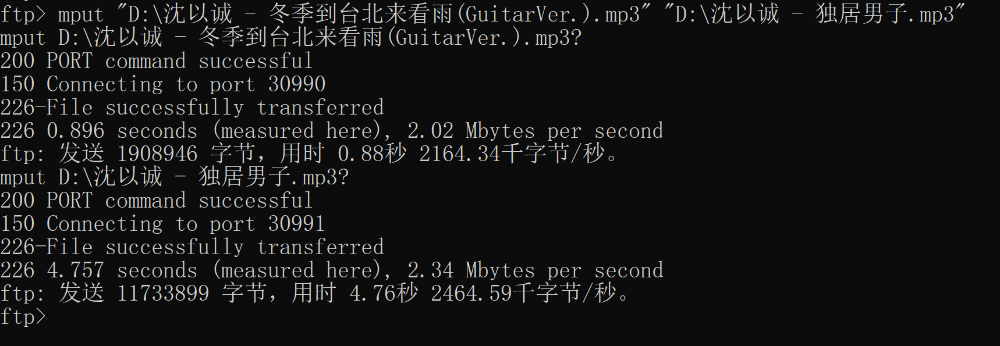 ftp> mput "D:\沈以诚 - 冬季到台北来看雨(GuitarVer.).mp3" "D:\沈以诚 - 独居男子.mp3"
mput D:\沈以诚 - 冬季到台北来看雨(GuitarVer.).mp3?
200 PORT command successful
150 Connecting to port 30990
226-File successfully transferred
226 0.896 seconds (measured here), 2.02 Mbytes per second
ftp: 发送 1908946 字节，用时 0.88秒 2164.34千字节/秒。
mput D:\沈以诚 - 独居男子.mp3?
200 PORT command successful
150 Connecting to port 30991
226-File successfully transferred
226 4.757 seconds (measured here), 2.34 Mbytes per second
ftp: 发送 11733899 字节，用时 4.76秒 2464.59千字节/秒。
ftp>